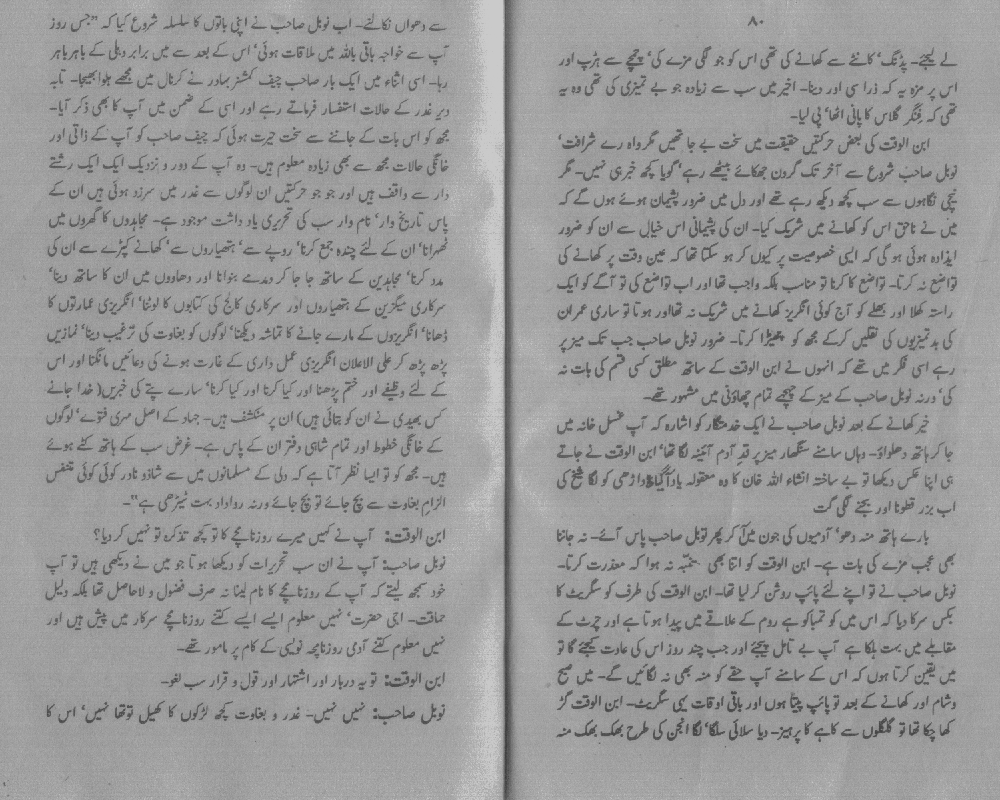 ۸۰
لے لیجئے۔ پڈنگ، کانٹے سے کھانے کی تھی اس کو جو لگی مزے کی، چمچے سے ہڑپ اور
اس پر مزہ یہ کہ ذرا سی اور دینا۔ اخیر میں سب سے زیادہ جو بے تمیزی کی تھی وہ یہ
تھی کہ فنگر گلاس کا پانی اٹھا، پی لیا۔
ابن الوقت کی بعض حرکتیں حقیقت میں سخت بے جا تھیں مگر واہ رے شرافت،
نوبل صاحب شروع سے آخر تک گردن جھکائے بیٹھے رہے، گویا کچھ خبر ہی نہیں۔ مگر
نیچی نگاہوں سے سب کچھ دیکھ رہے تھے اور دل میں ضرور پشیمان ہوئے ہوں گے کہ
میں نے ناحق اس کو کھانے میں شریک کیا۔ ان کی پشیمانی اس خیال سے ان کو ضرور
ایذا دہ ہوئی ہو گی کہ ایسی خصوصیت پر کیوں کر ہو سکتا تھا کہ عین وقت پر کھانے کی
تواضع نہ کرتا۔ تواضع کا کرنا تو مناسب بلکہ واجب تھا اور اب تواضع کی تو آگے کو ایک
راستہ کھلا اور بھلے کو آج کوئی انگریز کھانے میں شریک نہ تھا اور ہوتا تو ساری عمر ان
کی بدتمیزیوں کی نقلیں کرکے مجھ کو چھیڑا کرتا۔ ضرور نوبل صاحب جب تک میز پر
رہے اسی فکر میں تھے کہ انہوں نے ابن الوقت کے ساتھ مطلق کسی قسم کی بات نہ
کی، ورنہ نوبل صاحب کے میز کے چہچہے تمام چھاؤنی میں مشہور تھے۔
خیر کھانے کے بعد نوبل صاحب نے ایک خدمتگار کو اشارہ کہ آپ غسل خانہ میں
جا کر ہاتھ دھلواؤ۔ وہاں سامنے سنگھار میز پر قد آدم آئینہ لگا تھا، ابن الوقت نے جاتے
ہی اپنا عکس دیکھا تو بے ساختہ انشاء اللہ خان کا وہ مقولہ یاد آ گیا داڑھی کو لگا شیخ کی
اب بزر قطونا اور بجنے لگی گت
بارے ہاتھ منہ دھو، آدمیوں کی جون میں آ کر پھر نوبل صاحب پاس آئے۔ نہ جاننا
بھی عجب مزے کی بات ہے۔ ابن الوقت کو اتنا بھی تنبّہ نہ ہوا کہ معذرت کرتا۔
نوبل صاحب نے تو اپنے لئے پائپ روشن کر لیا تھا۔ ابن الوقت کی طرف کو سگریٹ کا
بکس سرکا دیا کہ اس میں کو تمباکو ہے روم کے علاقے میں پیدا ہوتا ہے اور چرٹ کے
مقابلے میں بہت ہلکا ہے آپ بے تامل پیجئے اور جب چند روز اس کی عادت کیجئے گا تو
میں یقین کرتا ہوں کہ اس کے سامنے آپ حقے کو منہ بھی نہ لگائیں گے۔ میں صبح
و شام اور کھانے کے بعد تو پائپ پیتا ہوں اور باقی اوقات یہی سگریٹ۔ ابن الوقت گڑ
کھا چکا تھا تو گلگلوں سے کاہے کا پرہیز۔ دیا سلائی سلگا، لگا انجن کی طرح بھک بھک منہ
سے دھواں نکالنے۔ اب نوبل صاحب نے اپنی باتوں کا سلسلہ شروع کیا کہ "جس روز
آپ سے خواجہ باقی باللہ میں ملاقات ہوئی، اس کے بعد سے میں برابر دہلی کے باہر باہر
رہا۔ اسی اثناء میں ایک بار صاحب چیف کمشنر بہادر نے کرنال میں مجھے بلوا بھیجا۔ تابہ
دیر غدر کے حالات استفسار فرماتے رہے اور اسی کے ضمن میں آپ کا بھی ذکر آیا۔
مجھ کو اس بات کے جاننے سے سخت حیرت ہوئی کہ چیف صاحب کو آپ کے ذاتی اور
خانگی حالات مجھ سے بھی زیادہ معلوم ہیں۔ وہ آپ کے دور و نزدیک ایک ایک رشتے
دار سے واقف ہیں اور جو جو حرکتیں ان لوگوں سے غدر میں سرزد ہوئی ہیں ان کے
پاس تاریخ وار، نام وار سب کی تحریری یاد داشت موجود ہے۔ مجاہدوں کا گھروں میں
ٹھہرانا، ان کے لئے چندہ جمع کرنا، روپے سے، ہتھیاروں سے، کھانے کپڑے سے ان کی
مدد کرنا، مجاہدین کے ساتھ جا جا کر دمدمے بنوانا اور دھاووں میں ان کا ساتھ دینا،
سرکاری میگزین کے ہتھیاروں اور سرکاری کالج کی کتابوں کا لوٹنا، انگریزی عمارتوں کا
ڈھانا، انگریزوں کے مارے جانے کا تماشہ دیکھنا، لوگوں کو بغاوت کی ترغیب دینا، نمازیں
پڑھ پڑھ کر علی الاعلان انگریزی عمل داری کے غارت ہونے کی دعائیں مانگنا اور اس
کے لئے وظیفے اور ختم پڑھنا اور کیا کرنا اور کیا کرنا، سارے پتے کی خبریں (خدا جانے
کس بھیدی نے ان کو بتائی ہیں) ان پر منکشف ہیں۔ جہاد کے اصل مہری فتوے، لوگوں
کے خانگی خطوط اور تمام شاہی دفتر ان کے پاس ہے۔ غرض سب کے ہاتھ کٹے ہوئے
ہیں۔ مجھ کو تو ایسا نظر آتا ہے کہ دلی کے مسلمانوں میں سے شاذو نادر کوئی کوئی متنفس
الزام بغاوت سے بچ جائے تو بچ جائے ورنہ رواداد بہت ٹیڑھی ہے"۔
ابن الوقت: آپ نے کہیں میرے روزنامچے کا تو کچھ تذکرہ تو نہیں کر دیا؟
نوبل صاحب: آپ نے ان سب تحریرات کو دیکھا ہوتا جو میں نے دیکھی ہیں تو آپ
خود سمجھ لیتے کہ آپ کے روزنامچے کا نام لینا نہ صرف فضول و لاحاصل تھا بلکہ دلیل
حماقت۔ اجی حضرت، نہیں معلوم ایسے ایسے کتنے روزنامچے سرکار میں پیش ہیں اور
نہیں معلوم کتنے آدمی روزنامچہ نویسی کے کام پر مامور تھے۔
ابن الوقت: تو یہ دربار اور اشتہار اور قول و قرار سب لغو۔
نوبل صاحب: نہیں نہیں۔ غدر و بغاوت کچھ لڑکوں کا کھیل تو تھا نہیں، اس کا